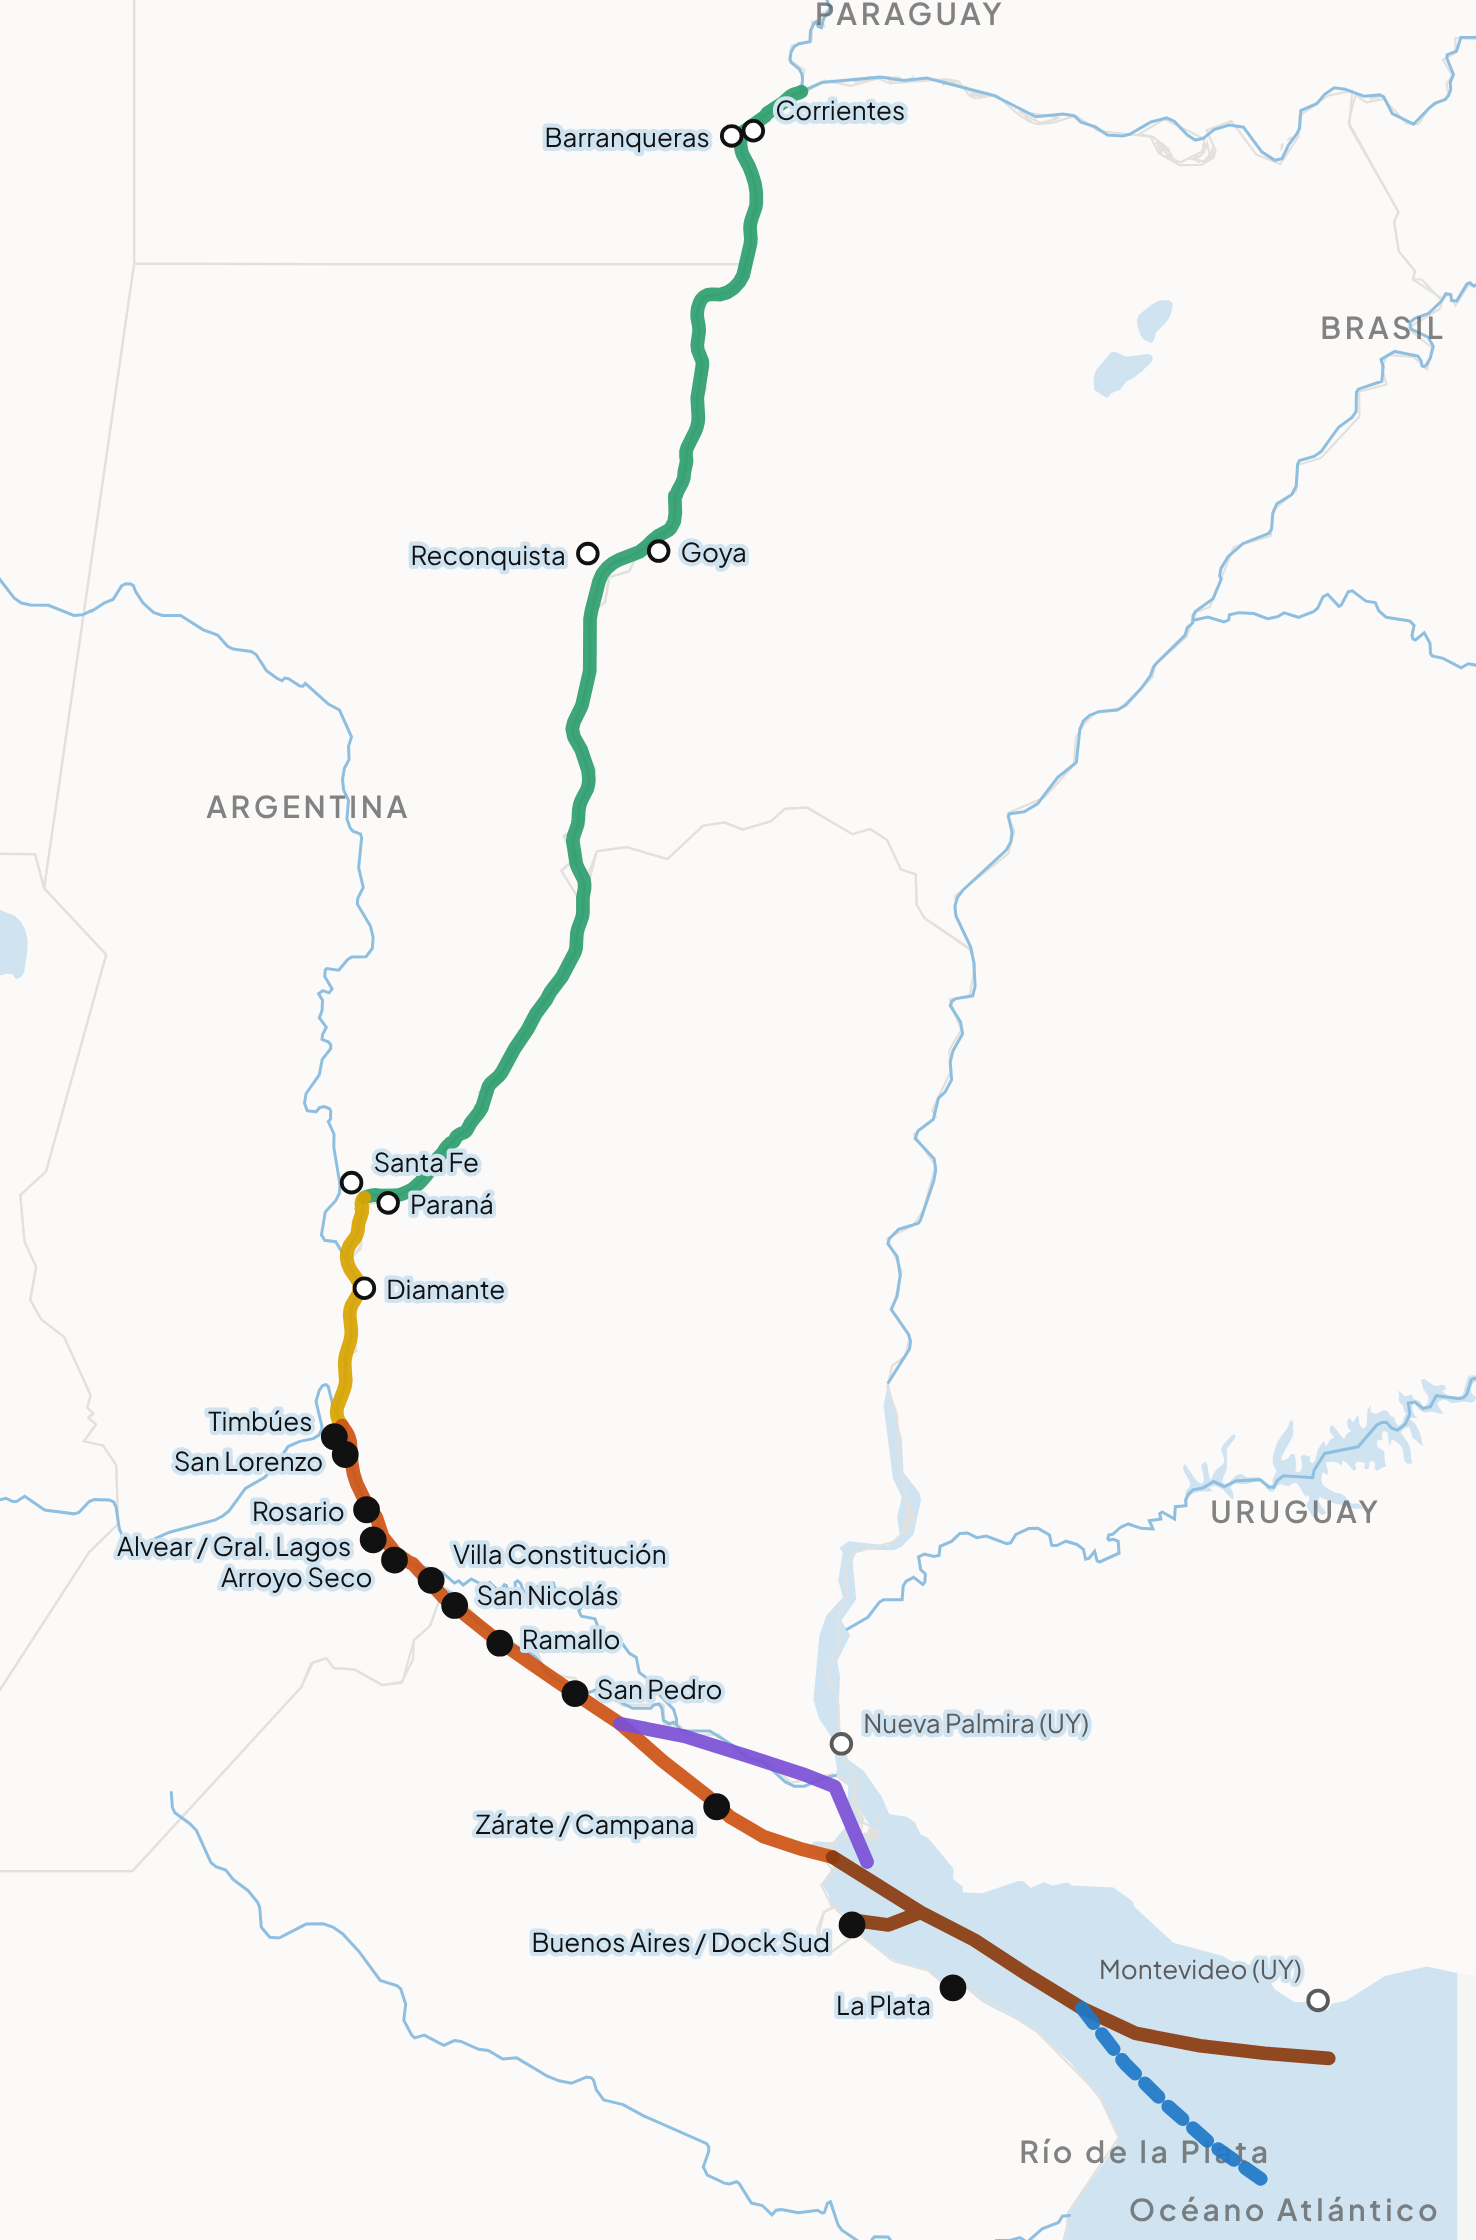 PARAGUAY
Corrientes
Barranqueras
BRASIL
Reconquista
Goya
ARGENTINA
Santa Fe
Paraná
Diamante
Timbúes
San Lorenzo
Rosario
Alvear / Gral. Lagos
Villa Constitución
Arroyo Seco
San Nicolás
URUGUAY
Ramallo
San Pedro
Nueva Palmira (UY)
Zárate / Campana
Buenos Aires / Dock Sud
Montevideo (UY)
La Plata
Río de la Plata
Océano Atlántico